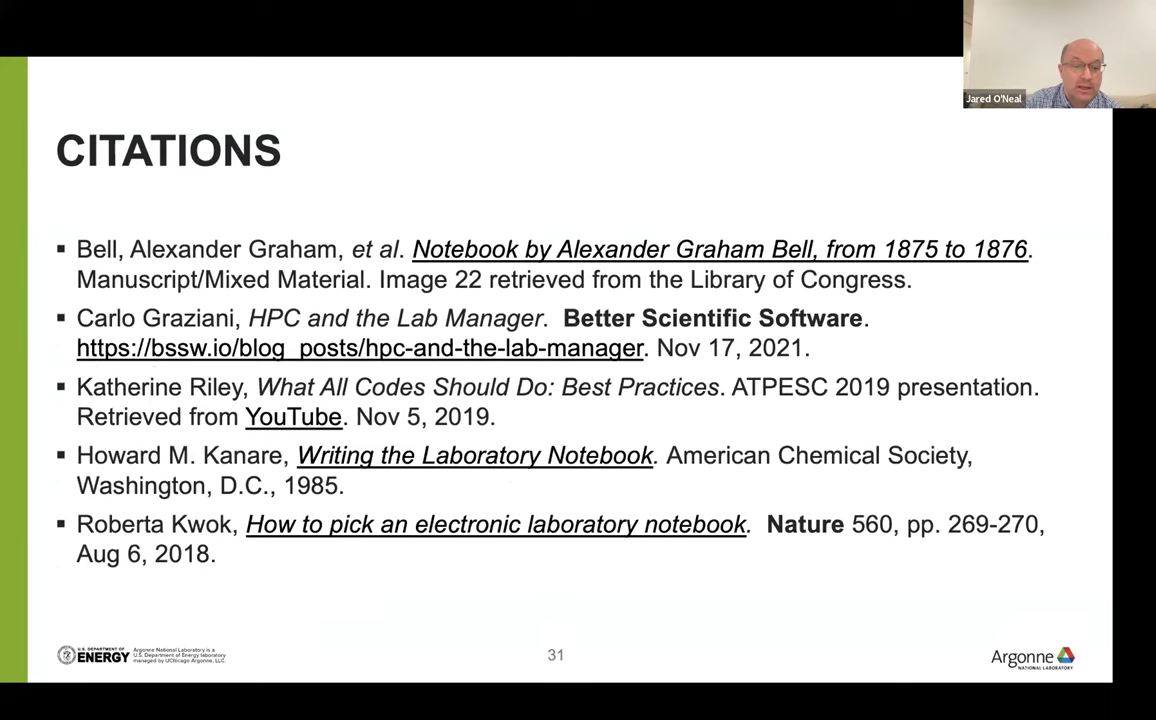 Jared O'Neal
CITATIONS
▪ Bell, Alexander Graham, et al. Notebook by Alexander Graham Bell, from 1875 to 1876.
Manuscript/Mixed Material. Image 22 retrieved from the Library of Congress.
▪ Carlo Graziani, HPC and the Lab Manager. Better Scientific Software.
https://bssw.io/blog_posts/hpc-and-the-lab-manager. Nov 17, 2021.
▪ Katherine Riley, What All Codes Should Do: Best Practices. ATPESC 2019 presentation.
Retrieved from YouTube. Nov 5, 2019.
▪ Howard M. Kanare, Writing the Laboratory Notebook. American Chemical Society,
Washington, D.C., 1985.
▪ Roberta Kwok, How to pick an electronic laboratory notebook. Nature 560, pp. 269-270,
Aug 6, 2018.
U.S. DEPARTMENT OF
ENERGY
Argonne National Laboratory is a
U.S. Department of Energy laboratory
managed by UChicago Argonne, LLC.
31
Argonne
NATIONAL LABORATORY